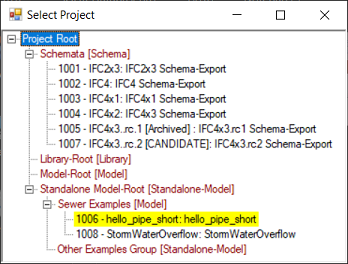 Select Project
Project Root
Schemata [Schema]
1001 - IFC2x3: IFC2x3 Schema-Export
1002 - IFC4: IFC4 Schema-Export
1003 - IFC4x1: IFC4x1 Schema-Export
1004 - IFC4x2: IFC4x3 Schema-Export
1005 - IFC4x3..rc.1 [Archived] : IFC4x3.rc1 Schema-Export
1007 - IFC4x3..rc.2 [CANDIDATE]: IFC4x3:rc2 Schema-Export
Library-Root [Library]
Model-Root [Model]
Standalone Model-Root [Standalone-Model]
Sewer Examples [Model]
1006 - hello_pipe_short: hello_pipe_short
1008 - StormWaterOverflow: StormWaterOverflow
Other Examples Group [Standalone-Model]